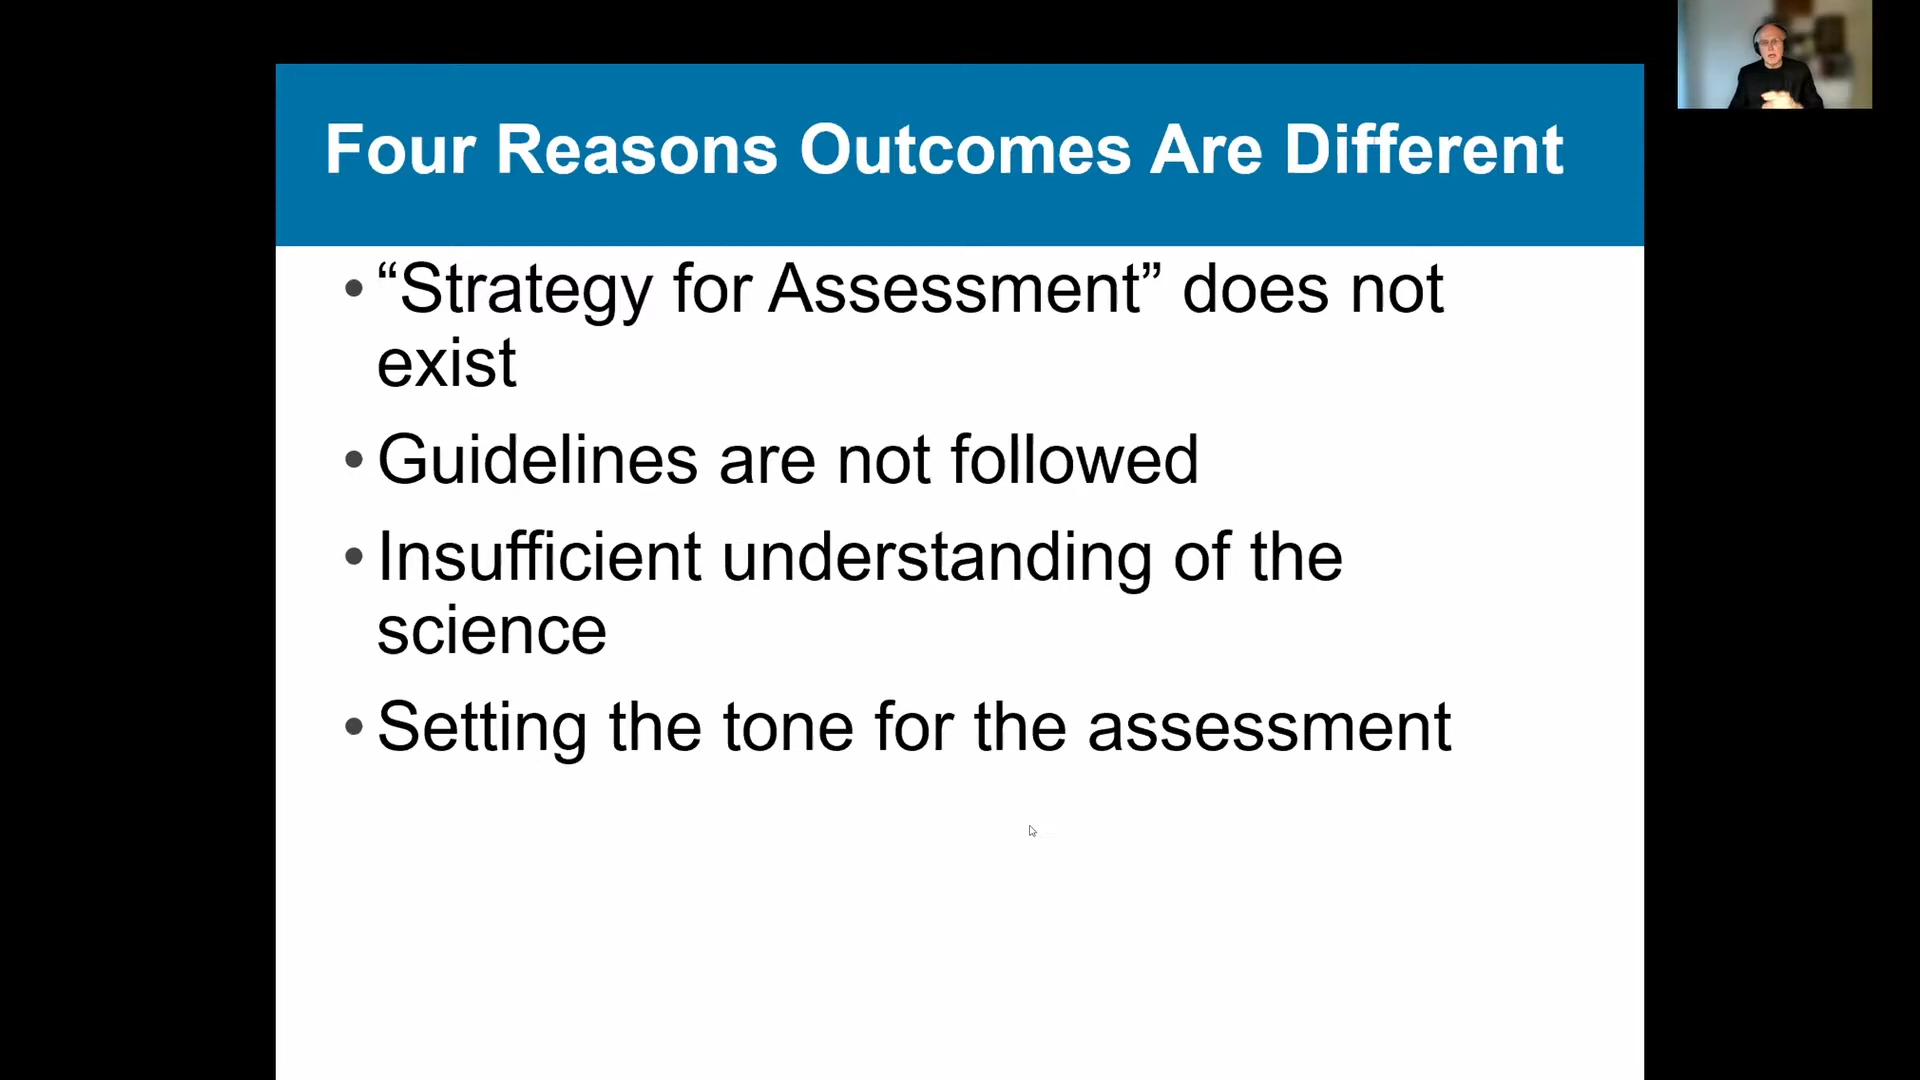 Four Reasons Outcomes Are Different
• “Strategy for Assessment” does not
exist
• Guidelines are not followed
• Insufficient understanding of the
science
• Setting the tone for the assessment